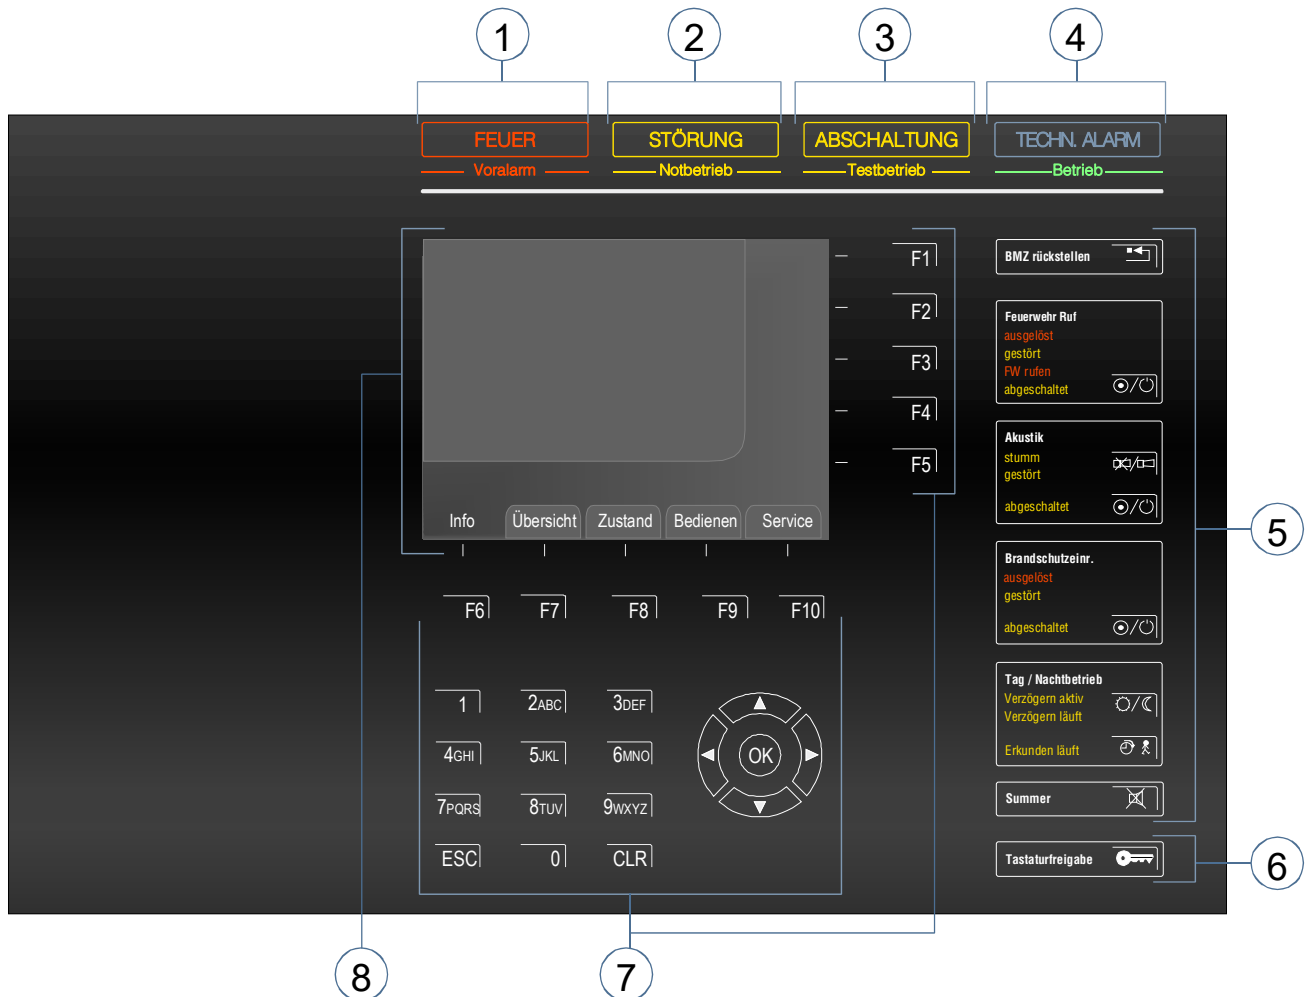 1 2 3 4
FEUER STÖRUNG ABSCHALTUNG TECHN. ALARM
Voralarm Notbetrieb Testbetrieb Betrieb
F1
F2
F3
F4
F5
Info Übersicht Zustand Bedienen Service
F6 F7 F8 F9 F10
1 2ABC 3DEF
4GHI 5JKL 6MNO
7PQRS 8TUV 9WXYZ
ESC 0 CLR
OK
BMZ rückstellen
Feuerwehr Ruf
ausgelöst
gestört
FW rufen
abgeschaltet
Akustik
stumm
gestört
abgeschaltet
Brandschutzeinr.
ausgelöst
gestört
abgeschaltet
Tag / Nachtbetrieb
Verzögern aktiv
Verzögern läuft
Erkunden läuft
Summer
Tastaturfreigabe
5
6
8 7